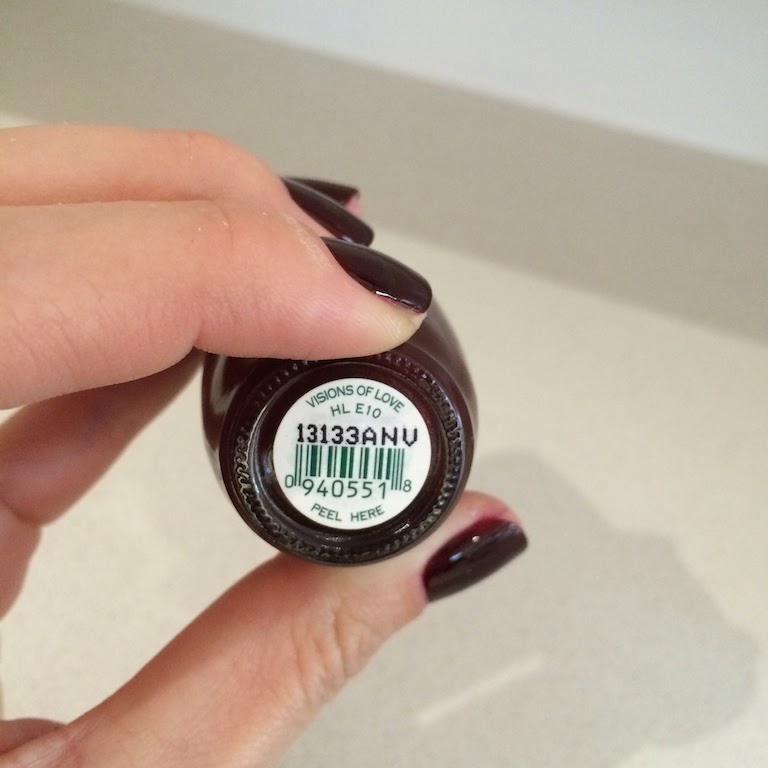 VISIONS OF LOVE
HL E10
13133ANV
0 940551 8
PEEL HERE